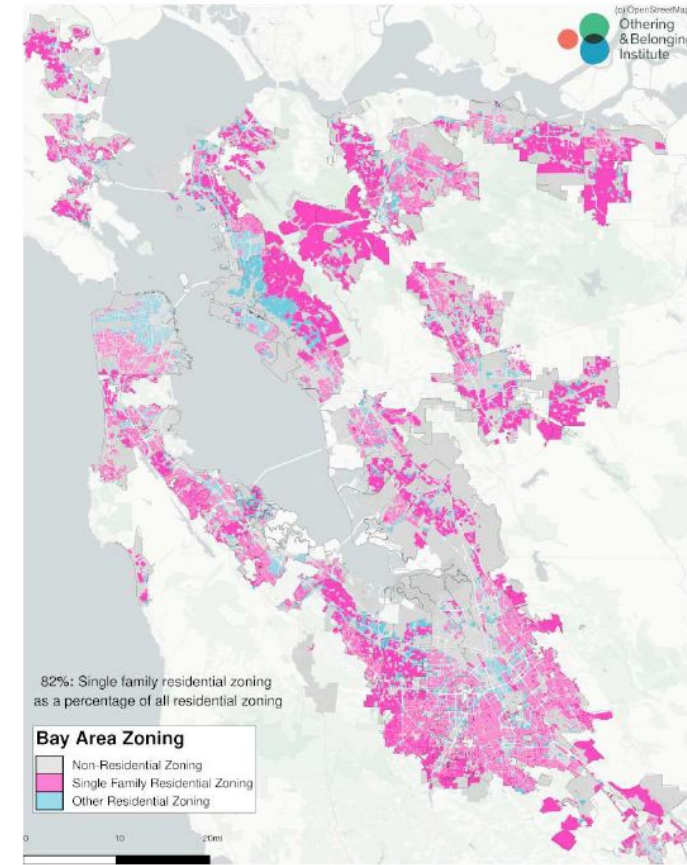 (c) OpenStreetMap
Othering
& Belonging
Institute
82%: Single family residential zoning
as a percentage of all residential zoning
Bay Area Zoning
Non-Residential Zoning
Single Family Residential Zoning
Other Residential Zoning
0 10 20mi